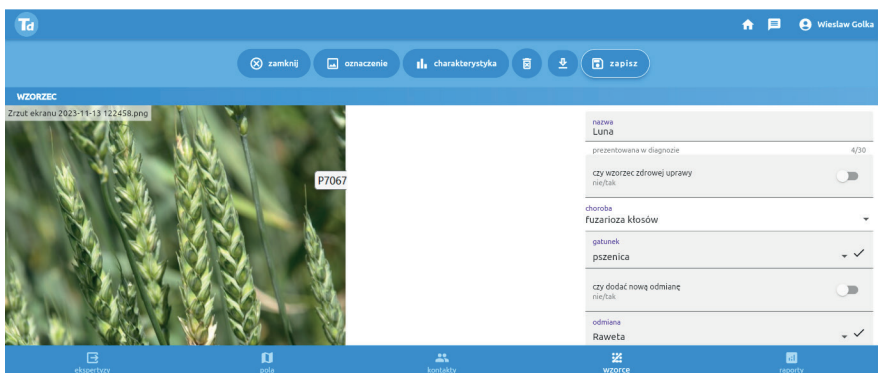 Td
Wiesław Golka
zamknij oznaczenie charakterystyka zapisz
WZORZEC
Zrzut ekranu 2023-11-13 122458.png
P7067
nazwa
Luna
prezentowana w diagnozie 4/30
czy wzorzec zdrowej uprawy
nie/tak
choroba
fuzarioza kłosów
gatunek
pszenica
czy dodać nową odmianę
nie/tak
odmiana
Raweta
ekspertyzy pola kontakty wzorce raporty